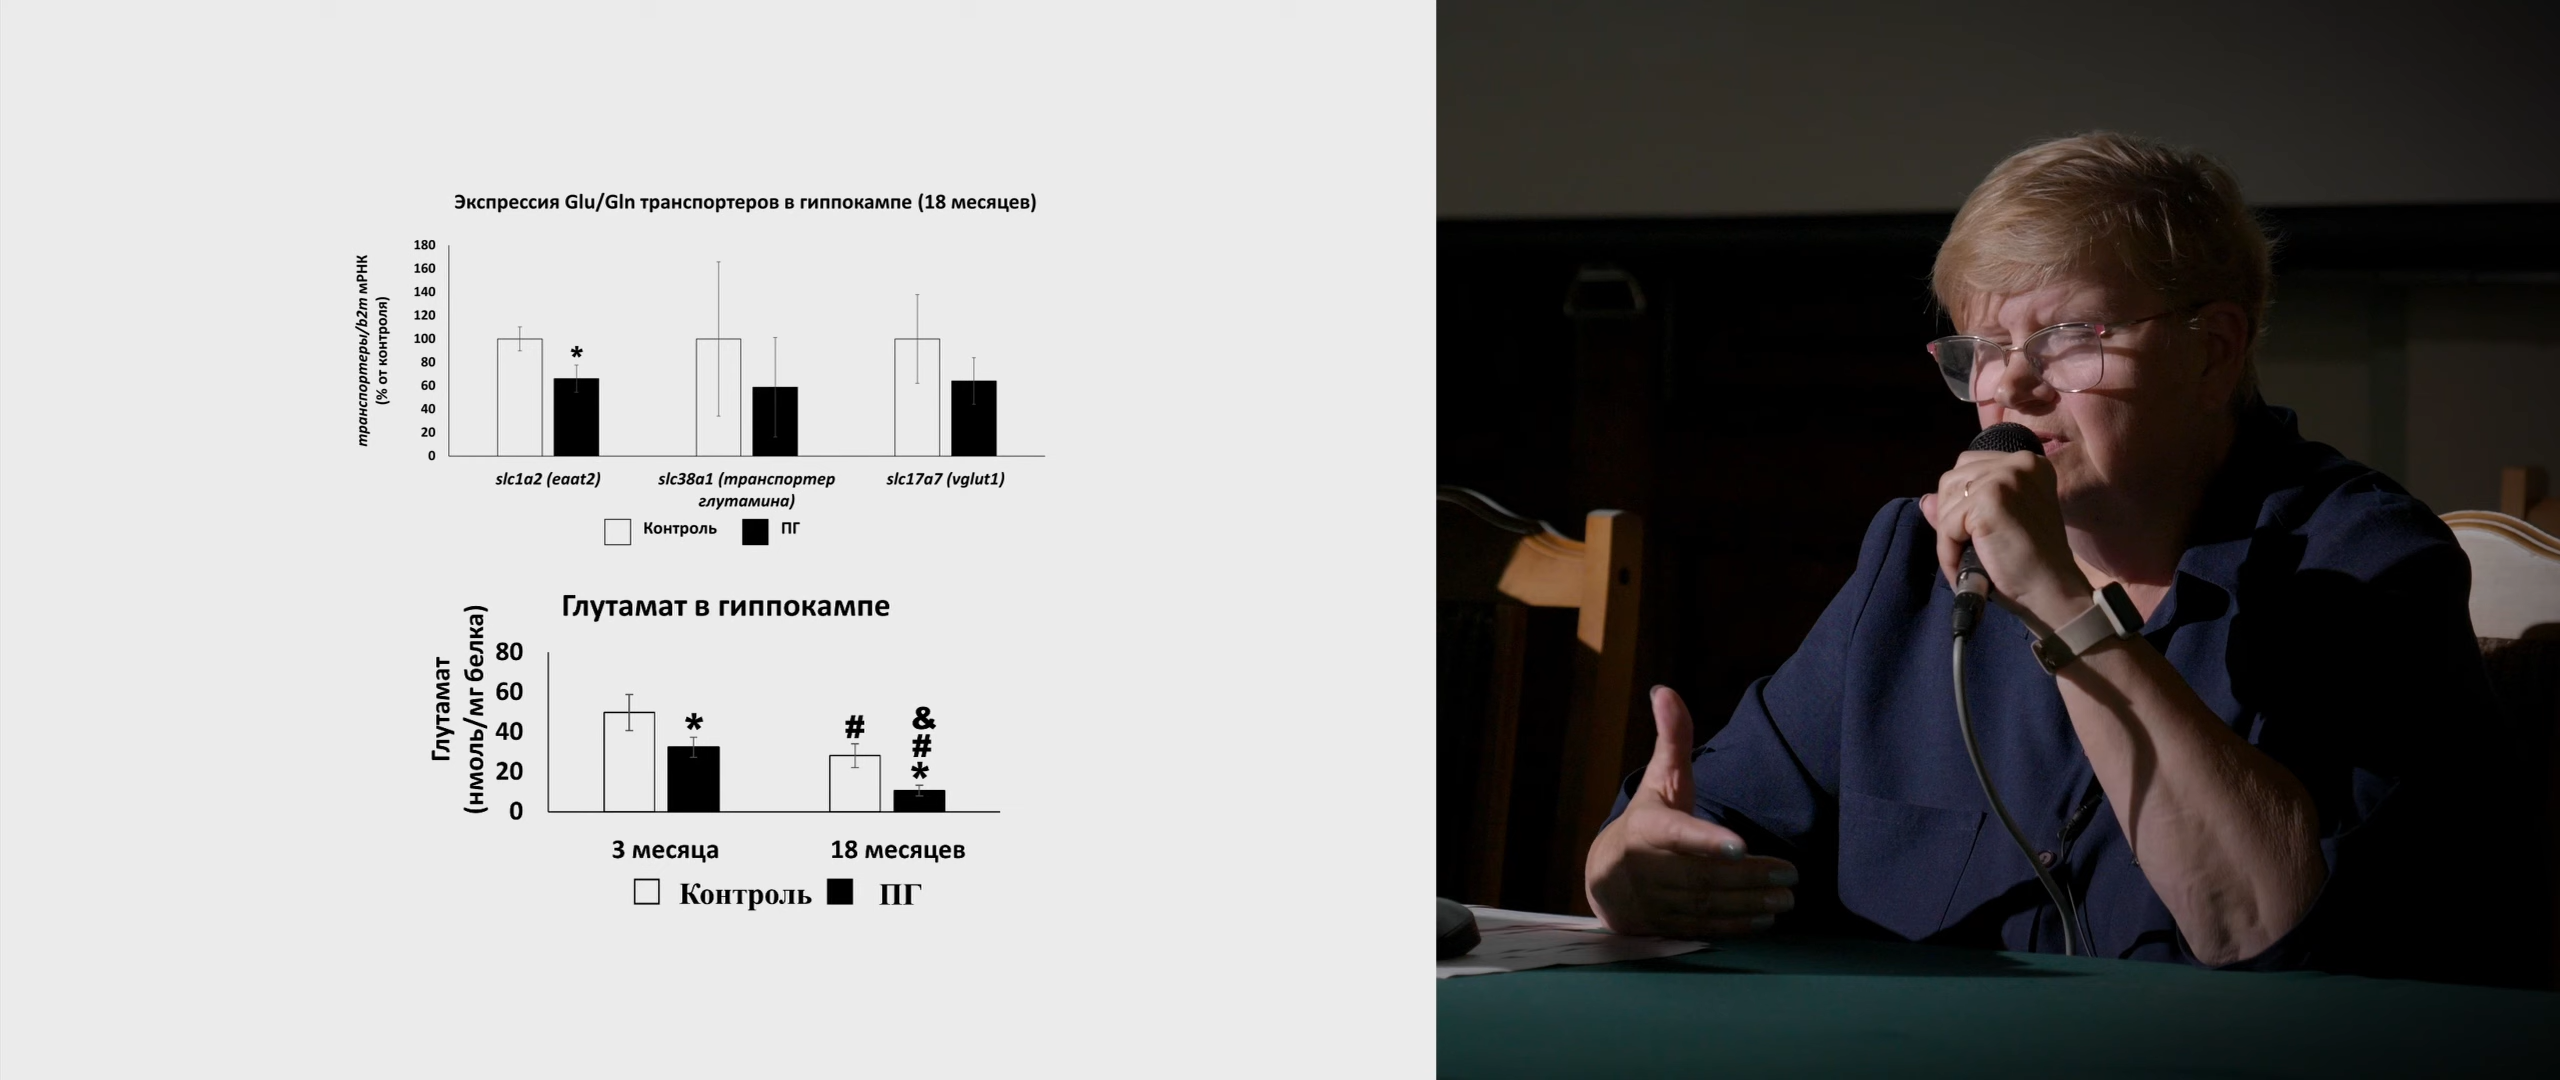 Экспрессия Glu/Gln транспортеров в гиппокампе (18 месяцев)
транспортеры/b2m мРНК
(% от контроля)
180
160
140
120
100
80
60
40
20
0
*
slc1a2 (eaat2)
slc38a1 (транспортер
глутамина)
slc17a7 (vglut1)
Контроль
ПГ
Глутамат в гиппокампе
Глутамат
(нмоль/мг белка)
80
60
40
20
0
*
#
&
#
*
3 месяца
18 месяцев
Контроль
ПГ